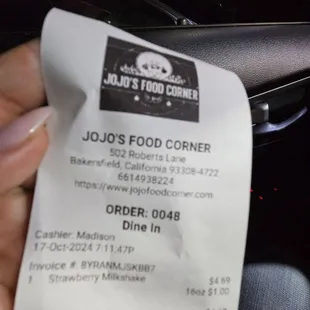 JOJO'S FOOD CORNER
JOJO'S FOOD CORNER
502 Roberts Lane
Bakersfield, California 93308-4722
6614938224
https://www.jojofoodcorner.com
ORDER: 0048
Dine In
Cashier: Madison
17-Oct-2024 7:11:47P
Invoice #: 8YRANMJSKBB7
1 Strawberry Milkshake $4.69
16oz $1.00